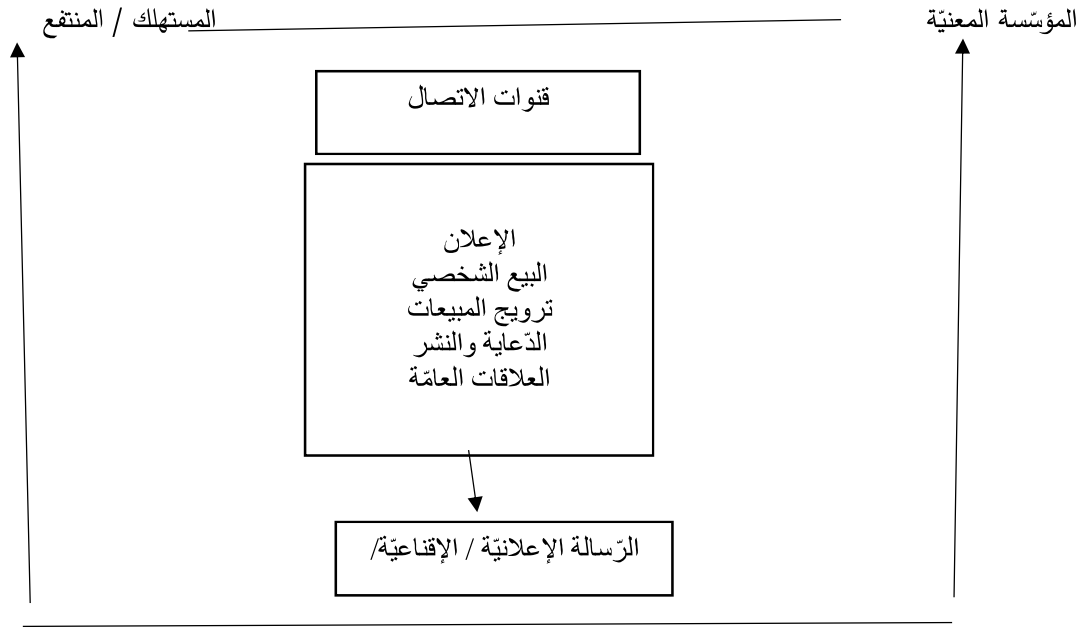 المؤسّسة المعنيّة
المستهلك / المنتفع
قنوات الاتصال
الإعلان
البيع الشخصي
ترويج المبيعات
الدّعاية والنشر
العلاقات العامّة
الرّسالة الإعلانيّة / الإقناعيّة/